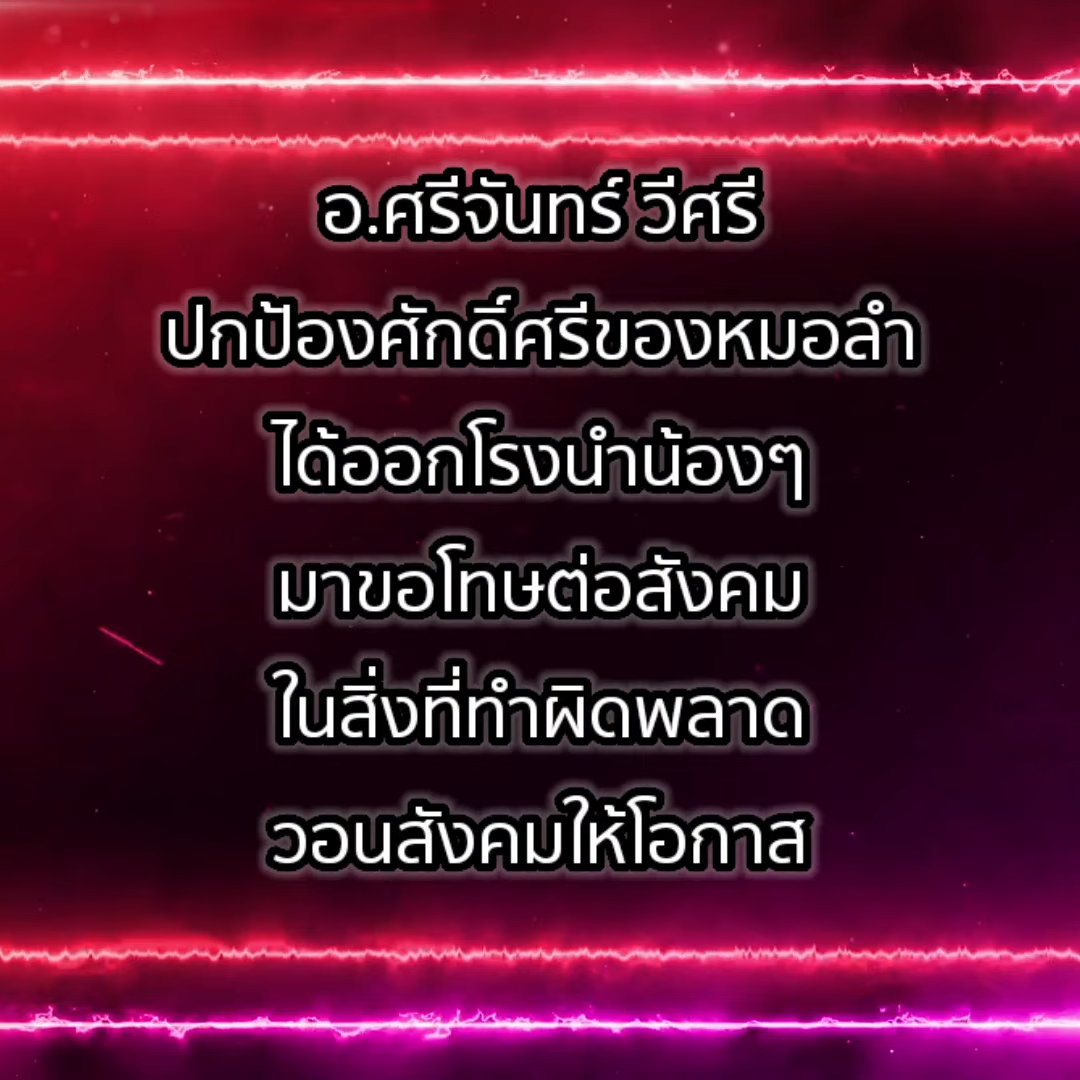 อ.ศรีจันทร์ วีศรี
ปกป้องศักดิ์ศรีของหมอลำ
ได้ออกโรงนำน้องๆ
มาขอโทษต่อสังคม
ในสิ่งที่ทำผิดพลาด
วอนสังคมให้โอกาส